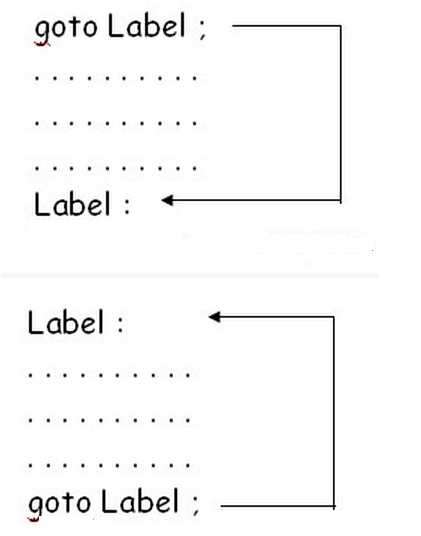 goto Label ;
. . . . . . . . . .
. . . . . . . . . .
. . . . . . . . . .
Label :
Label :
. . . . . . . . . .
. . . . . . . . . .
. . . . . . . . . .
goto Label ;